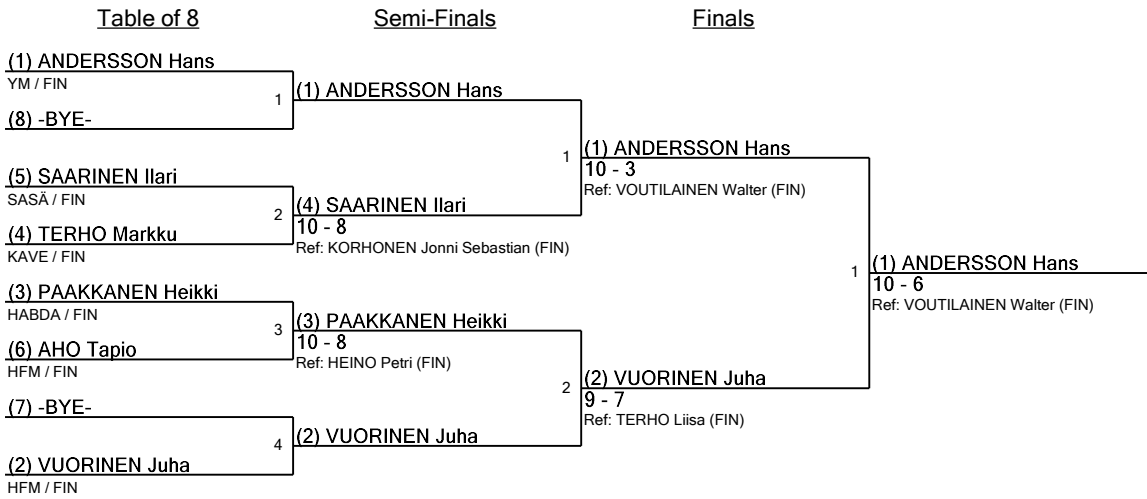 Table of 8
Semi-Finals
Finals
(1) ANDERSSON Hans
YM / FIN
1
(8) -BYE-
(5) SAARINEN Ilari
SASÄ / FIN
2
(4) TERHO Markku
KAVE / FIN
(3) PAAKKANEN Heikki
HABDA / FIN
3
(6) AHO Tapio
HFM / FIN
(7) -BYE-
4
(2) VUORINEN Juha
HFM / FIN
(1) ANDERSSON Hans
1
(4) SAARINEN Ilari
10 - 8
Ref: KORHONEN Jonni Sebastian (FIN)
(3) PAAKKANEN Heikki
10 - 8
Ref: HEINO Petri (FIN)
2
(2) VUORINEN Juha
(1) ANDERSSON Hans
10 - 3
Ref: VOUTILAINEN Walter (FIN)
1
(2) VUORINEN Juha
9 - 7
Ref: TERHO Liisa (FIN)
(1) ANDERSSON Hans
10 - 6
Ref: VOUTILAINEN Walter (FIN)